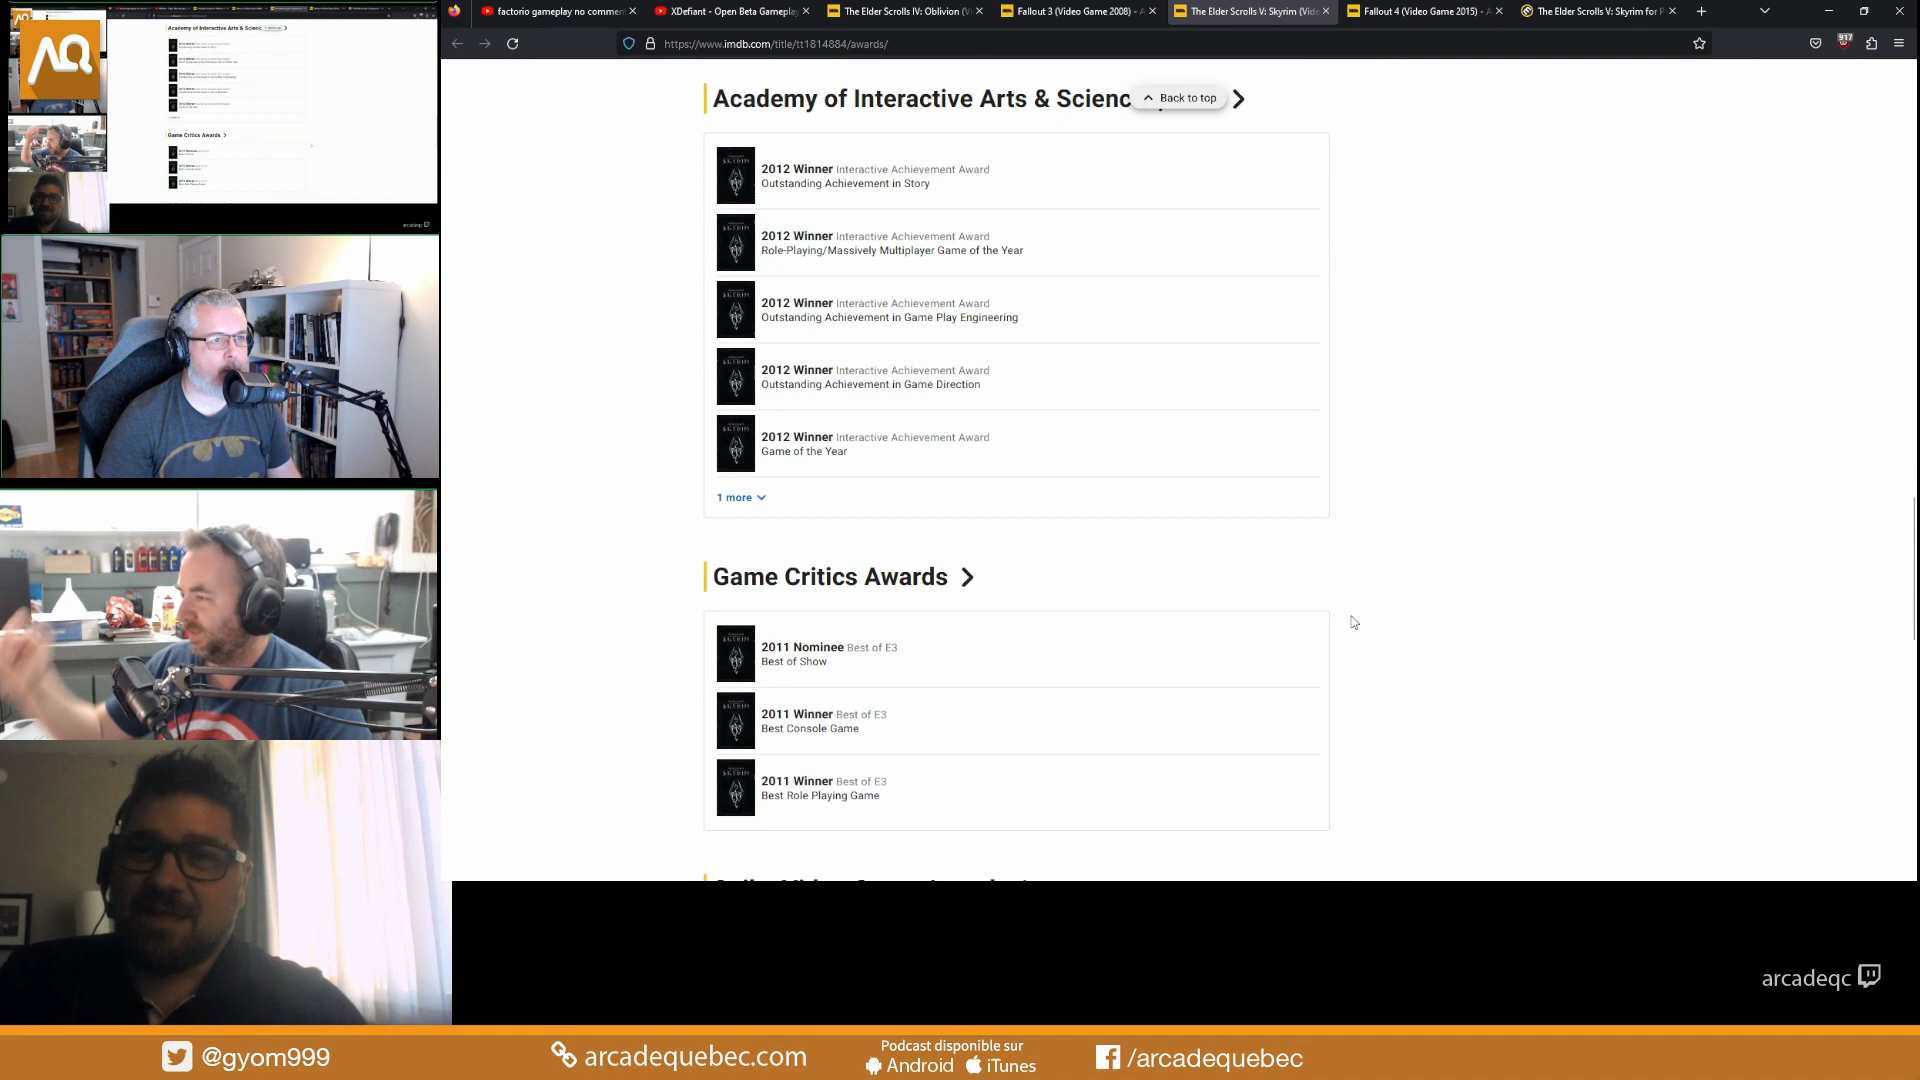 factorio gameplay no commen
XDefiant - Open Beta Gameplay
The Elder Scrolls IV: Oblivion (V
Fallout 3 (Video Game 2008) - A
The Elder Scrolls V: Skyrim (Vide
Fallout 4 (Video Game 2015) - A
The Elder Scrolls V: Skyrim for P
https://www.imdb.com/title/tt1814884/awards/
917
AQ
Academy of Interactive Arts & Scienc
Back to top
2012 Winner Interactive Achievement Award
Outstanding Achievement in Story
2012 Winner Interactive Achievement Award
Role-Playing/Massively Multiplayer Game of the Year
2012 Winner Interactive Achievement Award
Outstanding Achievement in Game Play Engineering
2012 Winner Interactive Achievement Award
Outstanding Achievement in Game Direction
2012 Winner Interactive Achievement Award
Game of the Year
1 more
Game Critics Awards
2011 Nominee Best of E3
Best of Show
2011 Winner Best of E3
Best Console Game
2011 Winner Best of E3
Best Role Playing Game
arcadeqc
@gyom999
arcadequebec.com
Podcast disponible sur
Android iTunes
/arcadequebec